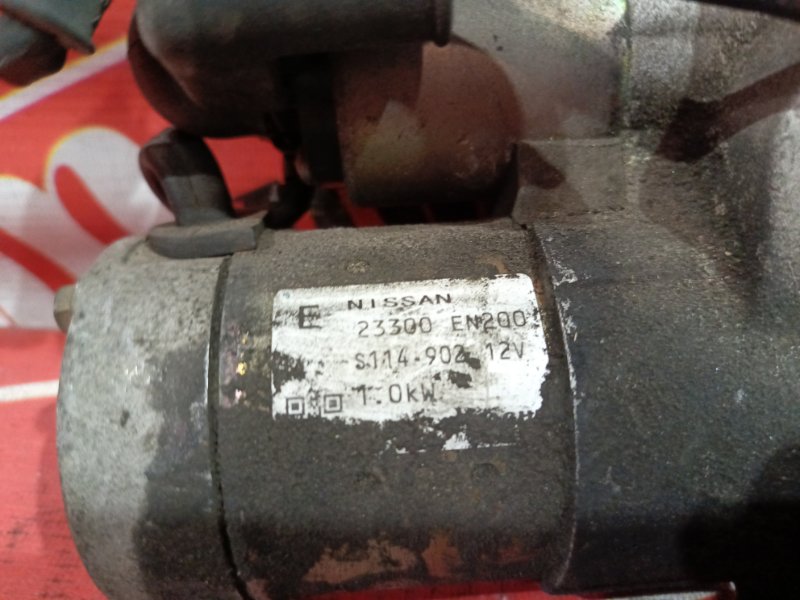 E NISSAN
23300 EN200
S114-902 12V
1.0kW